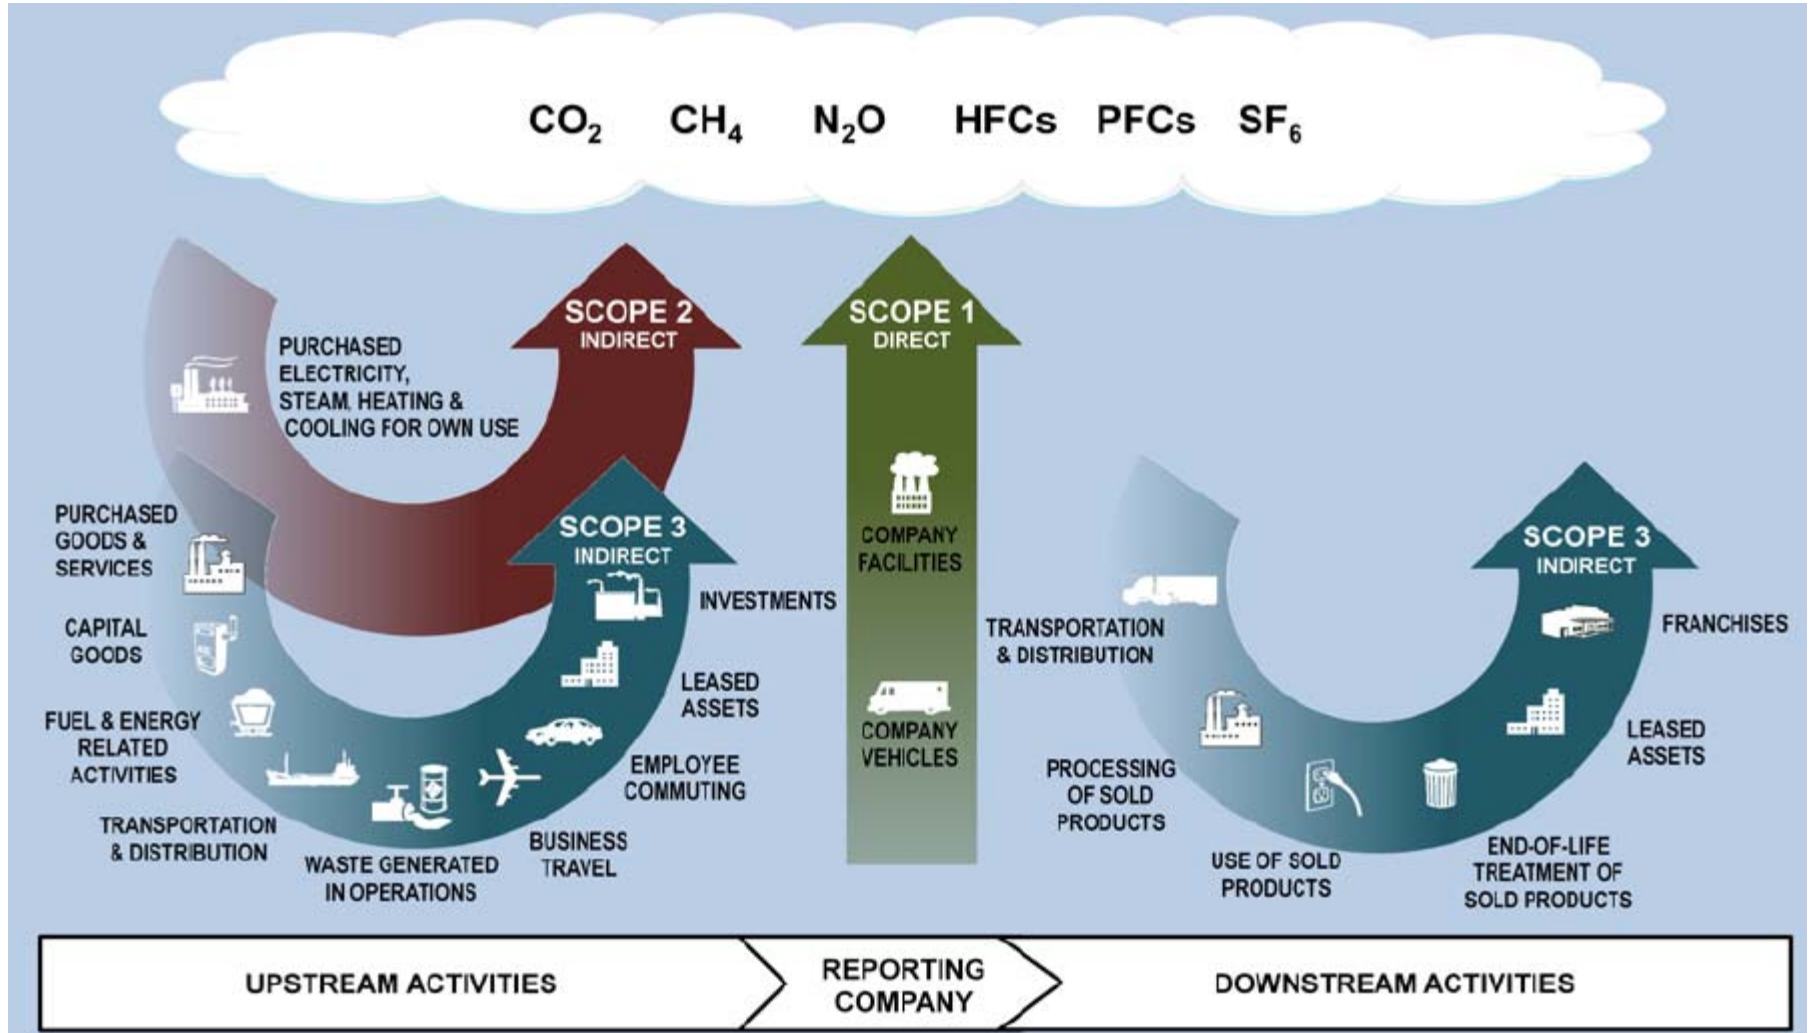 CO₂ CH₄ N₂O HFCs PFCs SF₆
SCOPE 2
INDIRECT
PURCHASED
ELECTRICITY,
STEAM, HEATING &
COOLING FOR OWN USE
SCOPE 3
INDIRECT
PURCHASED
GOODS &
SERVICES
CAPITAL
GOODS
FUEL & ENERGY
RELATED
ACTIVITIES
TRANSPORTATION
& DISTRIBUTION
WASTE GENERATED
IN OPERATIONS
BUSINESS
TRAVEL
EMPLOYEE
COMMUTING
LEASED
ASSETS
INVESTMENTS
SCOPE 1
DIRECT
COMPANY
FACILITIES
COMPANY
VEHICLES
SCOPE 3
INDIRECT
TRANSPORTATION
& DISTRIBUTION
PROCESSING
OF SOLD
PRODUCTS
USE OF SOLD
PRODUCTS
END-OF-LIFE
TREATMENT OF
SOLD PRODUCTS
LEASED
ASSETS
FRANCHISES
UPSTREAM ACTIVITIES
REPORTING
COMPANY
DOWNSTREAM ACTIVITIES